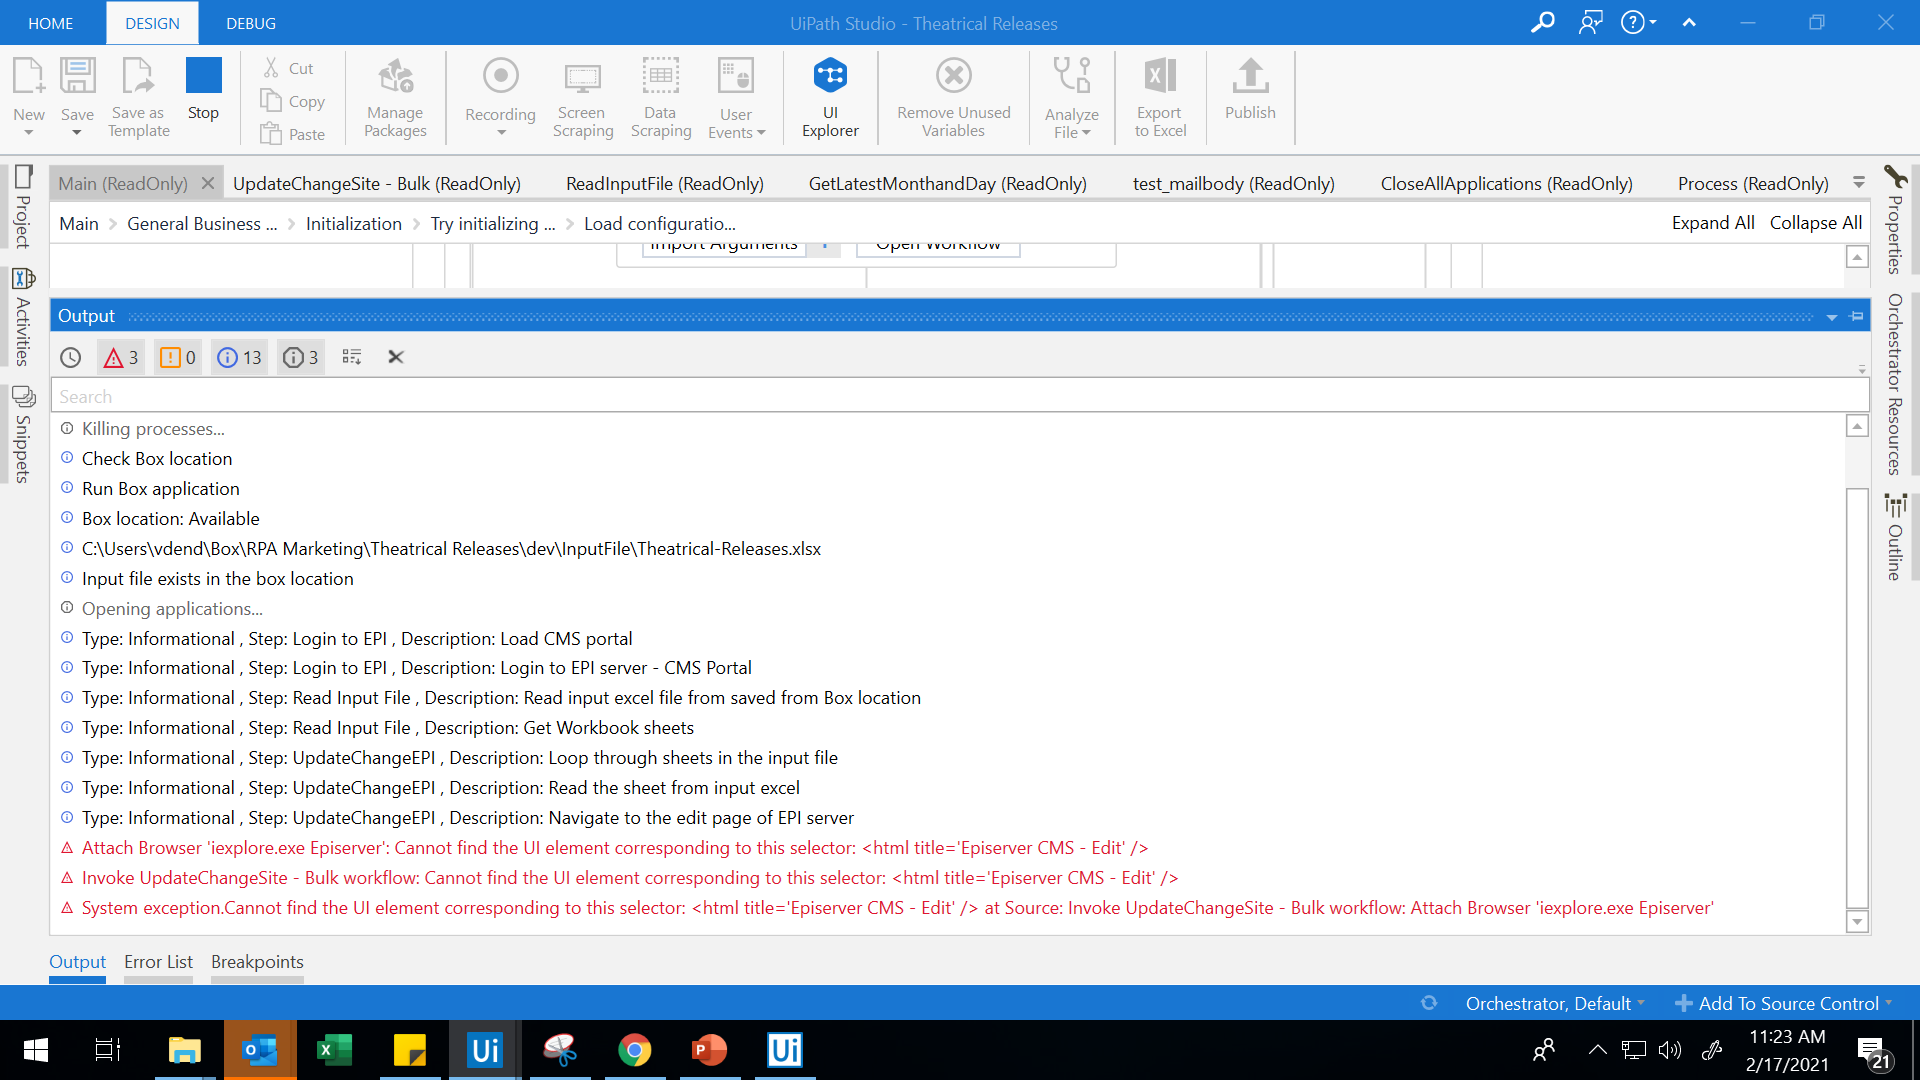 HOME DESIGN DEBUG UiPath Studio - Theatrical Releases
New Save Save as Template Stop Cut Copy Paste Manage Packages Recording Screen Scraping Data Scraping User Events UI Explorer Remove Unused Variables Analyze File Export to Excel Publish
Main (ReadOnly) UpdateChangeSite - Bulk (ReadOnly) ReadInputFile (ReadOnly) GetLatestMonthandDay (ReadOnly) test_mailbody (ReadOnly) CloseAllApplications (ReadOnly) Process (ReadOnly)
Main General Business ... Initialization Try initializing ... Load configuratio... Expand All Collapse All
Import Arguments Open Workflow
Project
Activities
Snippets
Properties
Orchestrator Resources
Outline
Output
3 0 13 3
Search
Killing processes...
Check Box location
Run Box application
Box location: Available
C:\Users\vdend\Box\RPA Marketing\Theatrical Releases\dev\InputFile\Theatrical-Releases.xlsx
Input file exists in the box location
Opening applications...
Type: Informational , Step: Login to EPI , Description: Load CMS portal
Type: Informational , Step: Login to EPI , Description: Login to EPI server - CMS Portal
Type: Informational , Step: Read Input File , Description: Read input excel file from saved from Box location
Type: Informational , Step: Read Input File , Description: Get Workbook sheets
Type: Informational , Step: UpdateChangeEPI , Description: Loop through sheets in the input file
Type: Informational , Step: UpdateChangeEPI , Description: Read the sheet from input excel
Type: Informational , Step: UpdateChangeEPI , Description: Navigate to the edit page of EPI server
Attach Browser 'iexplore.exe Episerver': Cannot find the UI element corresponding to this selector: <html title='Episerver CMS - Edit' />
Invoke UpdateChangeSite - Bulk workflow: Cannot find the UI element corresponding to this selector: <html title='Episerver CMS - Edit' />
System exception.Cannot find the UI element corresponding to this selector: <html title='Episerver CMS - Edit' /> at Source: Invoke UpdateChangeSite - Bulk workflow: Attach Browser 'iexplore.exe Episerver'
Output Error List Breakpoints
Orchestrator, Default Add To Source Control
Ui Ui
11:23 AM
2/17/2021
21